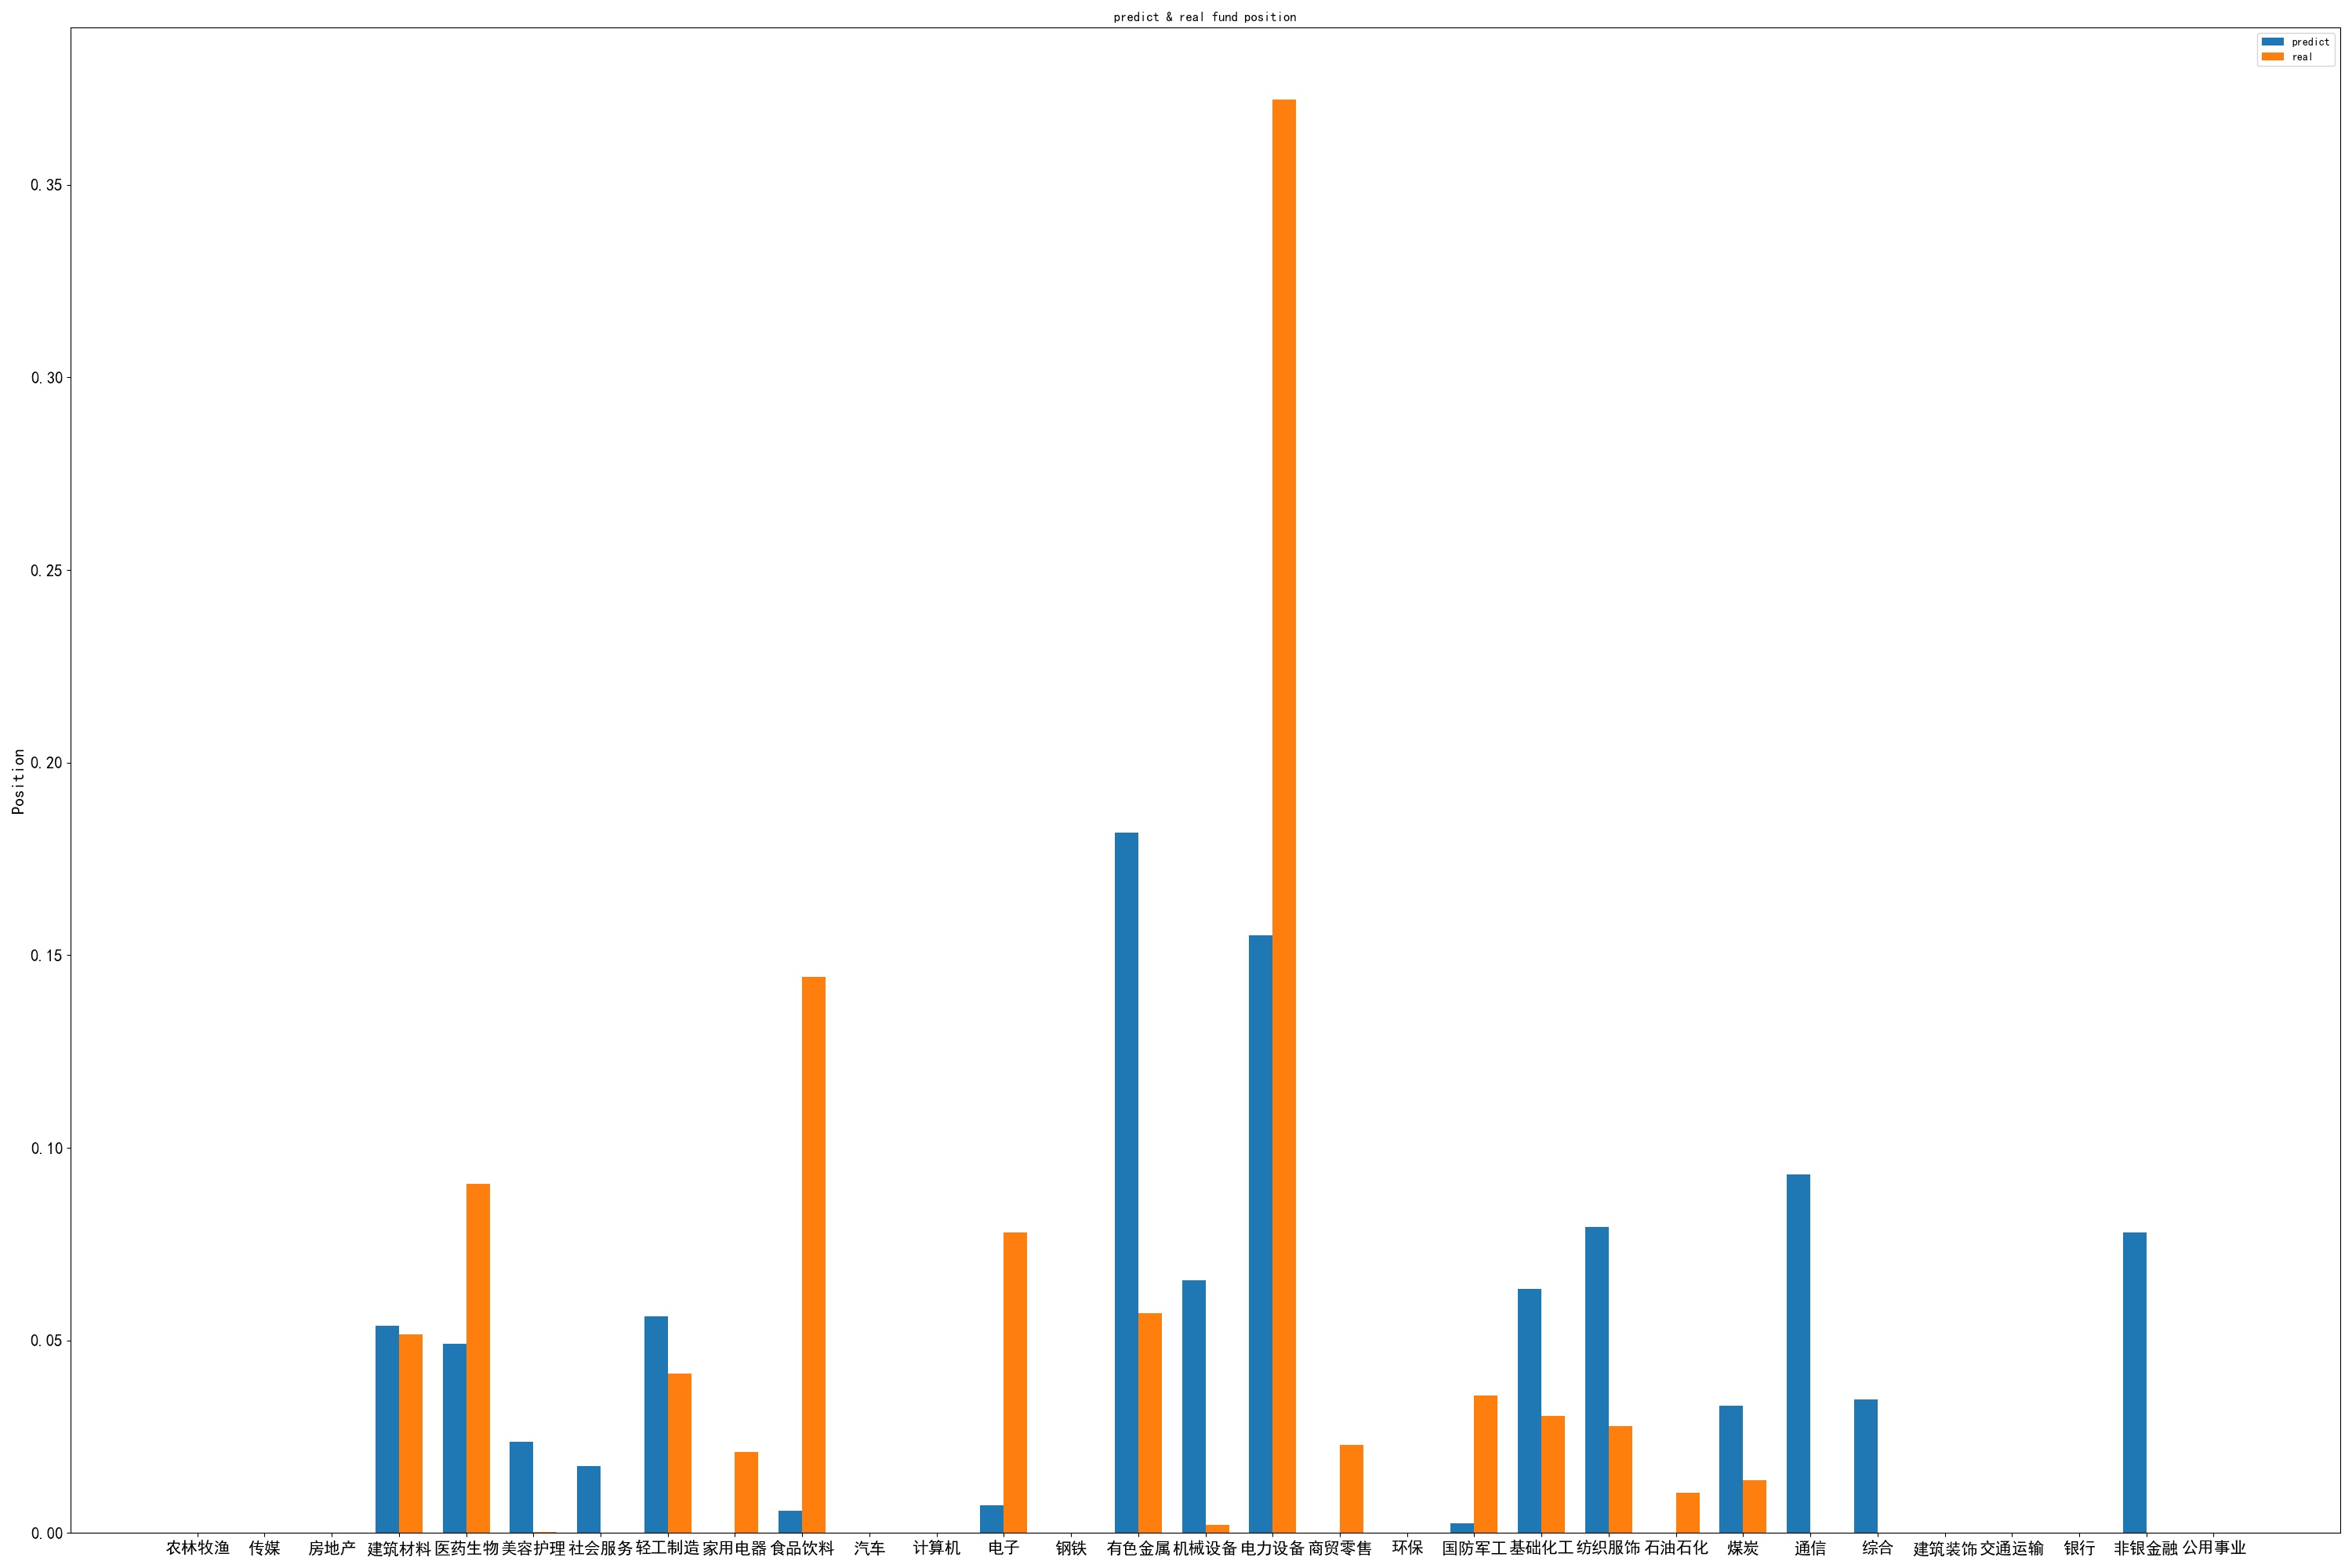 predict & real fund position
predict
real
Position
0.35
0.30
0.25
0.20
0.15
0.10
0.05
0.00
农林牧渔 传媒 房地产 建筑材料 医药生物 美容护理 社会服务 轻工制造 家用电器 食品饮料 汽车 计算机 电子 钢铁 有色金属 机械设备 电力设备 商贸零售 环保 国防军工 基础化工 纺织服饰 石油石化 煤炭 通信 综合 建筑装饰 交通运输 银行 非银金融 公用事业